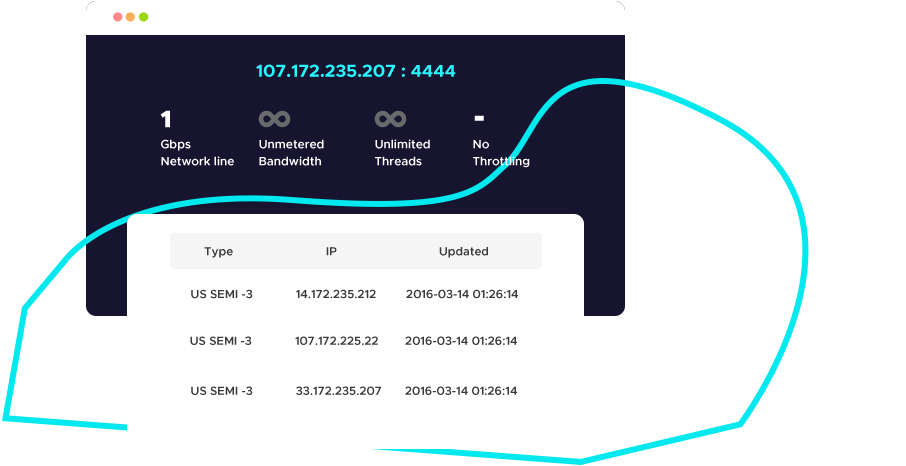 107.172.235.207 : 4444
1
∞
∞
-
Gbps
Network line
Unmetered
Bandwidth
Unlimited
Threads
No
Throttling
Type IP Updated
US SEMI -3 14.172.235.212 2016-03-14 01:26:14
US SEMI -3 107.172.225.22 2016-03-14 01:26:14
US SEMI -3 33.172.235.207 2016-03-14 01:26:14